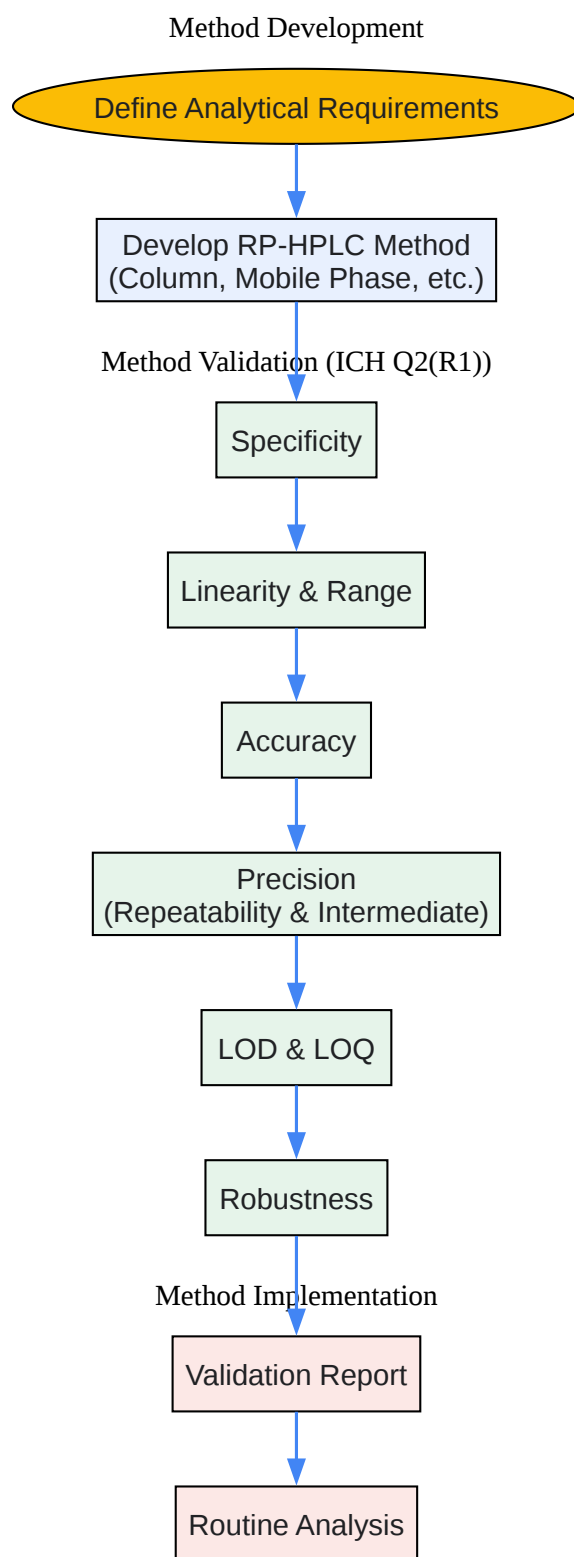 Method Development
Define Analytical Requirements
Develop RP-HPLC Method
(Column, Mobile Phase, etc.)
Method Validation (ICH Q2(R1))
Specificity
Linearity & Range
Accuracy
Precision
(Repeatability & Intermediate)
LOD & LOQ
Robustness
Method Implementation
Validation Report
Routine Analysis